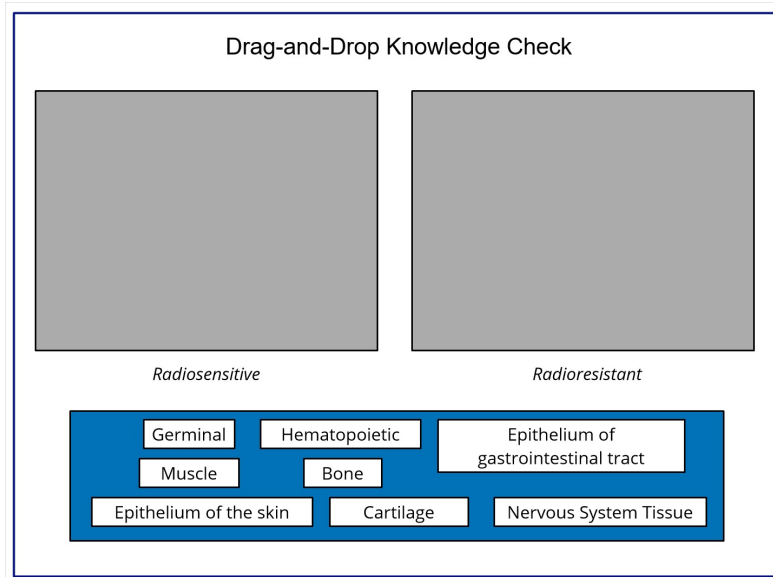 Drag-and-Drop Knowledge Check
Radiosensitive
Radioresistant
Germinal
Hematopoietic
Epithelium of
gastrointestinal tract
Muscle
Bone
Epithelium of the skin
Cartilage
Nervous System Tissue